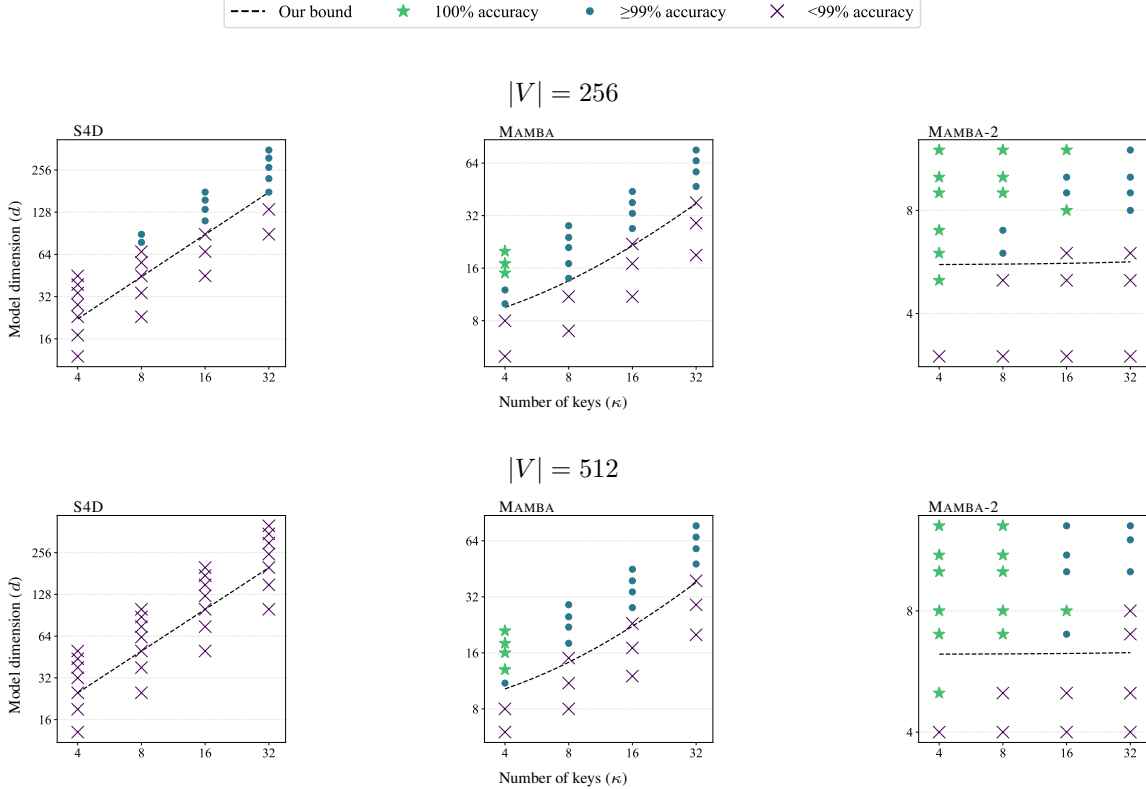 Our bound 100% accuracy ≥99% accuracy <99% accuracy
|V| = 256
S4D MAMBA MAMBA-2
Model dimension (d)
256
128
64
32
16
4 8 16 32
64
32
16
8
4 8 16 32
Number of keys (κ)
8
4
4 8 16 32
|V| = 512
S4D MAMBA MAMBA-2
Model dimension (d)
256
128
64
32
16
4 8 16 32
64
32
16
8
4 8 16 32
Number of keys (κ)
8
4
4 8 16 32